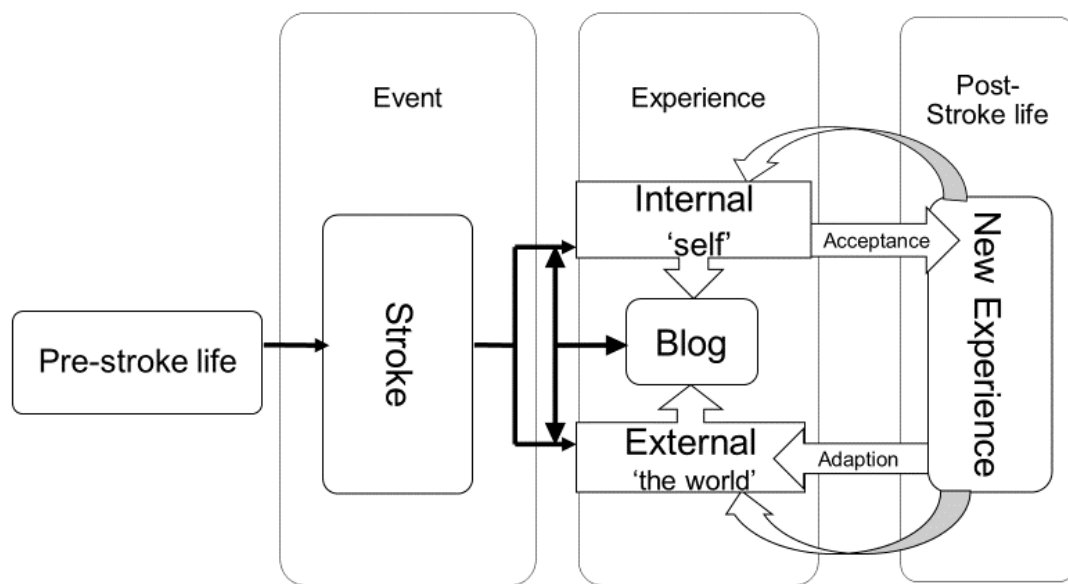 Event
Experience
Post-
Stroke life
Pre-stroke life
Stroke
Internal
‘self’
Blog
External
‘the world’
Acceptance
Adaption
New Experience